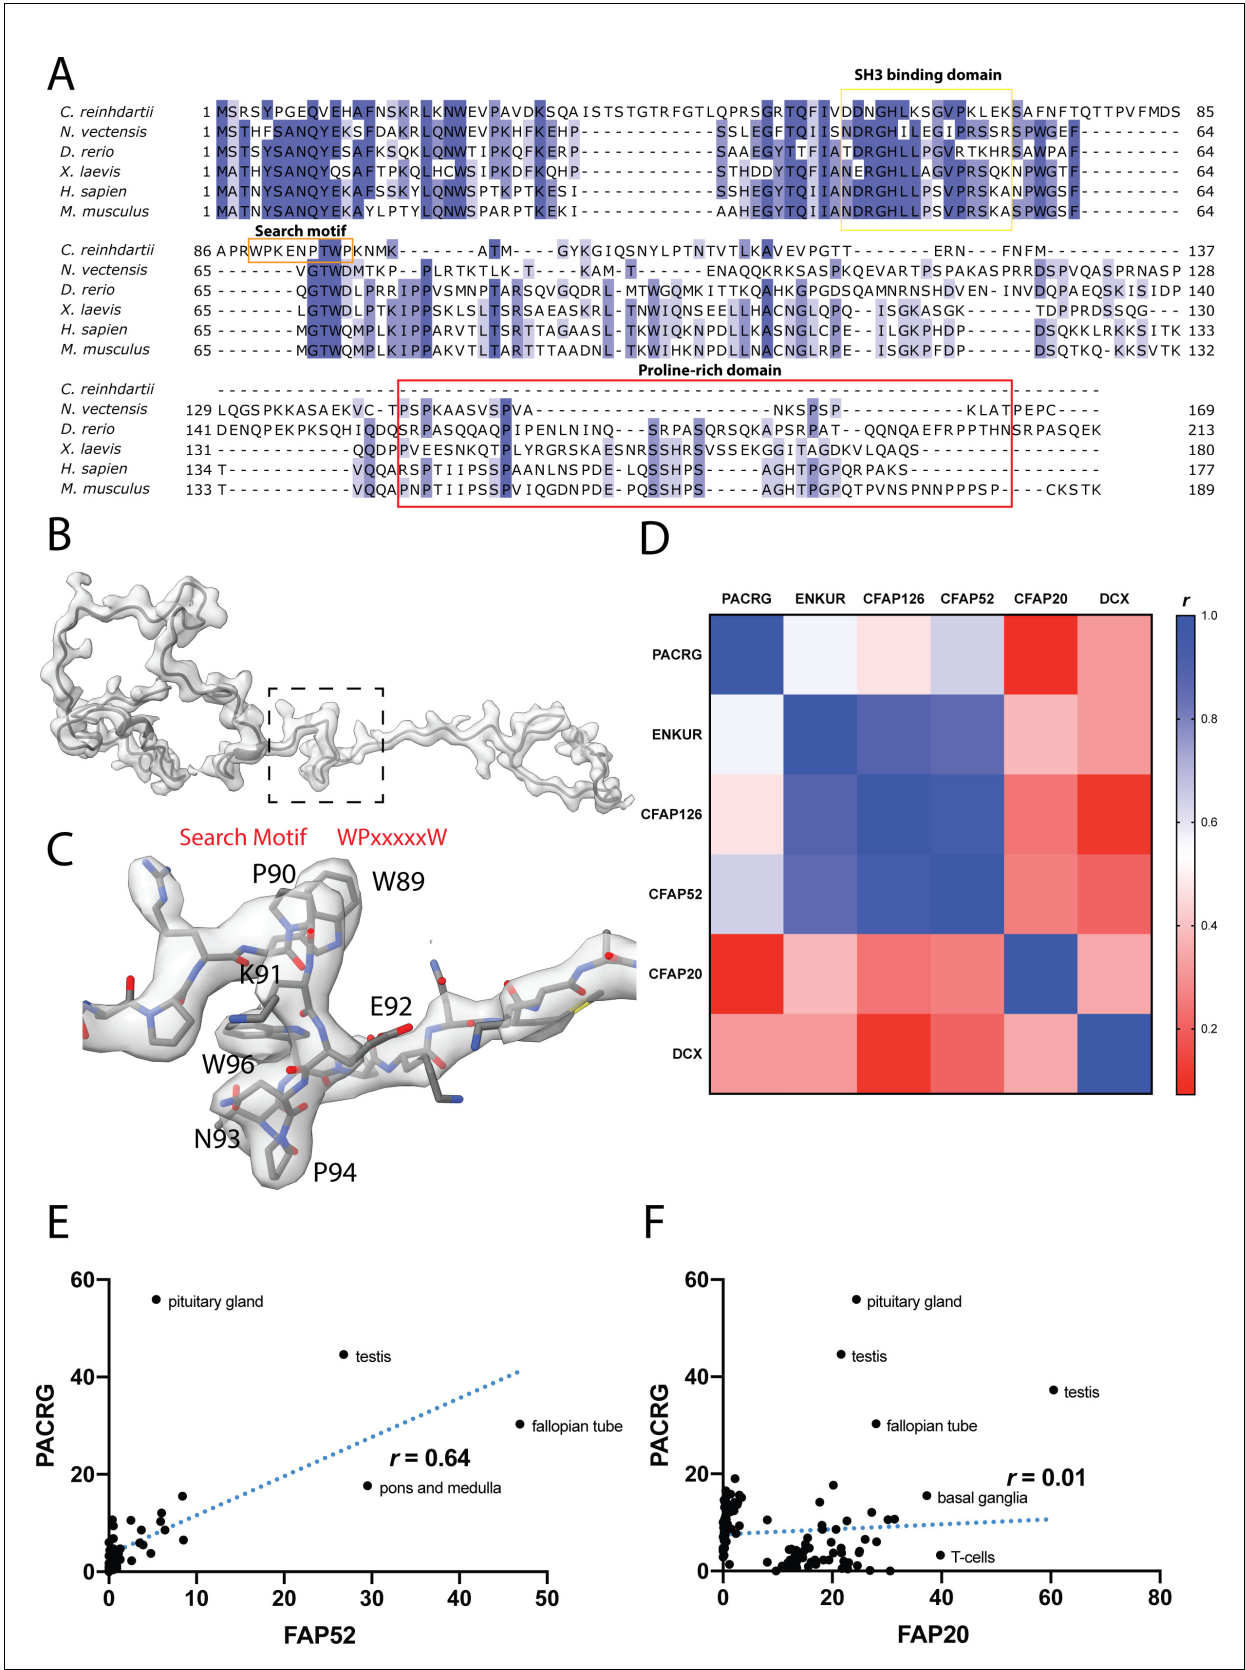 A
SH3 binding domain
C. reinhdartii 1 MSRSYPGEQVEHAFNSKRLKNWEVPAVDKSQAISTSTGTRFGTLQPRSGRTQFIVDDNGHLKSGVPKLEKSAFNFTQTTPVFMDS 85
N. vectensis 1 MSTHFSANQYEKSFDAKRLQNWEVPKHFKEHP------------SSLEGFTQIISNDRGHILEGIPRSSRSPWGEF--------- 64
D. rerio 1 MSTSYSANQYESAFKSQKLQNWTIPKQFKERP------------SAAEGYTTFIATDRGHLLPGVRTKHRSAWPAF--------- 64
X. laevis 1 MATHYSANQYQSAFTPKQLHCWSIPKDFKQHP------------STHDDYTQFIANERGHLLAGVPRSQKNPWGTF--------- 64
H. sapien 1 MATNYSANQYEKAFSSKYLQNWSPTKPTKESI------------SSHEGYTQIIANDRGHLLPSVPRSKANPWGSF--------- 64
M. musculus 1 MATNYSANQYEKAYLPTYLQNWSPARPTKEKI------------AAHEGYTQIIANDRGHLLPSVPRSKASPWGSF--------- 64
Search motif
C. reinhdartii 86 APRWPKENPTWPKNMK-------ATM----GYKGIQSNYLPTNTVLKAVEVPGTT-------ERN---FNFM------------ 137
N. vectensis 65 -------VGTWDMTKP--PLRTKTLK-T----KAM-T------ENAQQKRKSASPKQEVARTPSPAKASPRRDSPVQASPRNASP 128
D. rerio 65 -------QGTWDLPRRIPPVSMNPTARSQVGQDRL-MTWGQMKITTKQAHKGPDSQAMNRNSHDVEN-INVDQPAEQSKISIDP 140
X. laevis 65 -------LGTWDLPSKIPPSKLSLTSRSAEASKRL-TNWIQNSEELLHACNGLQPQ--ISGKASGK------TDPPRDSSQG--- 130
H. sapien 65 -------MGTWQMPLKIPPARVTLTSRTTAGAASL-TKWIQKNPDLLKASNGLCPE--ILGKPHDP-------DSQKKLRKKSITK 133
M. musculus 65 -------MGTWQMPLKIPPAKVTLTARTTTAADNL-TKWIHKNPDLLNACNGLRPE--ISGKPFDP-------DSQTKQ-KKSVTK 132
Proline-rich domain
C. reinhdartii ------------------------------------------------------------------------------
N. vectensis 129 LQGSPKKASAEKVC-TPSPKAASVSPVA---------------------NKSPSP-----------KLATPEPC---- 169
D. rerio 141 DENQPEKPKSQHIQDQSRPASQQAQPIPENLNINQ---SRPASQRSQKAPSRPAT--QQNQAEFRPPTHNSRPASQEK 213
X. laevis 131 ------------QQDPPVEESNKQTPLYRGRSKAESNRSSHRSVSSEKGGITAGDKVLQAQS---------------- 180
H. sapien 134 T-----------VQQARSPTIIPSSPAANLNSPDE-LQSSHPS-----AGHTPGPQRPAKS----------------- 177
M. musculus 133 T-----------VQQAPNPTIIPSSPVIQGDNPDE-PQSSHPS-----AGHTPGPQTPVNSPNNPPPSP----CKSTK 189
B
C
Search Motif WPxxxxxW
P90
W89
K91
E92
W96
N93
P94
D
PACRG ENKUR CFAP126 CFAP52 CFAP20 DCX
r
PACRG
ENKUR
CFAP126
CFAP52
CFAP20
DCX
1.0
0.8
0.6
0.4
0.2
E
PACRG
60
40
20
0
pituitary gland
testis
fallopian tube
r = 0.64
pons and medulla
0 10 20 30 40 50
FAP52
F
PACRG
60
40
20
0
pituitary gland
testis
testis
fallopian tube
r = 0.01
basal ganglia
T-cells
0 20 40 60 80
FAP20